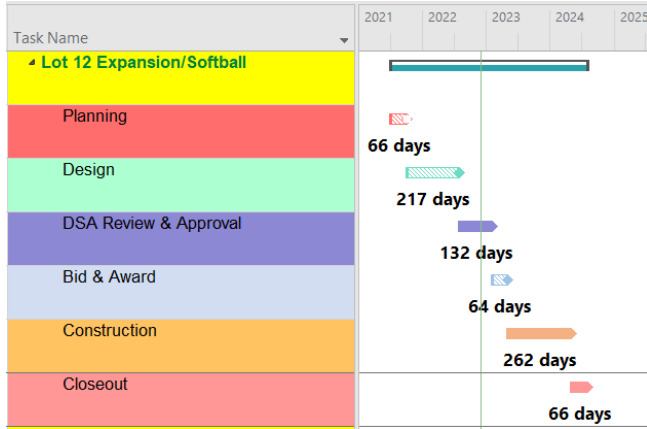 2021 2022 2023 2024 2025
Task Name
Lot 12 Expansion/Softball
Planning
66 days
Design
217 days
DSA Review & Approval
132 days
Bid & Award
64 days
Construction
262 days
Closeout
66 days